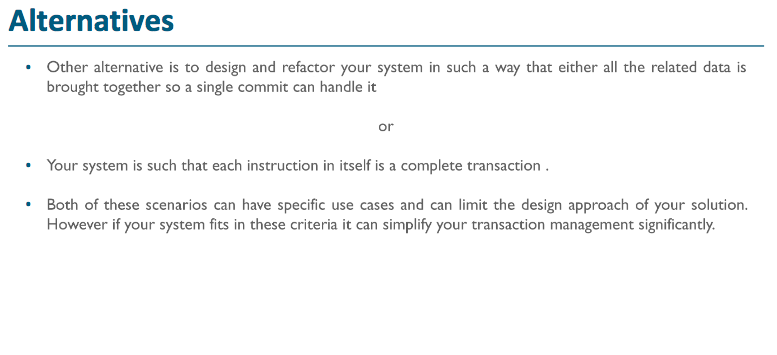 Alternatives
• Other alternative is to design and refactor your system in such a way that either all the related data is
brought together so a single commit can handle it
or
• Your system is such that each instruction in itself is a complete transaction .
• Both of these scenarios can have specific use cases and can limit the design approach of your solution.
However if your system fits in these criteria it can simplify your transaction management significantly.